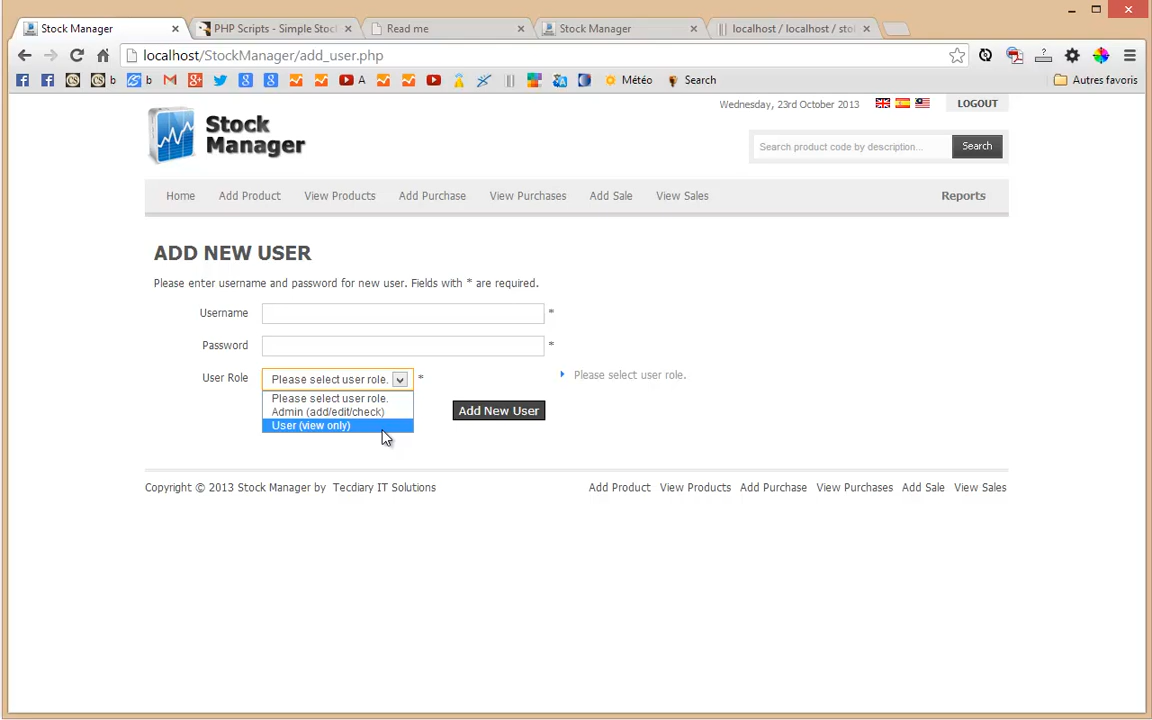 Stock Manager
PHP Scripts - Simple Stoc
Read me
Stock Manager
localhost / localhost / sto
localhost/StockManager/add_user.php
b
b
Météo
Search
Autres favoris
Wednesday, 23rd October 2013
LOGOUT
Stock
Manager
Search product code by description...
Search
Home
Add Product
View Products
Add Purchase
View Purchases
Add Sale
View Sales
Reports
ADD NEW USER
Please enter username and password for new user. Fields with * are required.
Username
*
Password
*
User Role
Please select user role.
*
Please select user role.
Please select user role.
Admin (add/edit/check)
User (view only)
Add New User
Copyright © 2013 Stock Manager by Tecdiary IT Solutions
Add Product
View Products
Add Purchase
View Purchases
Add Sale
View Sales